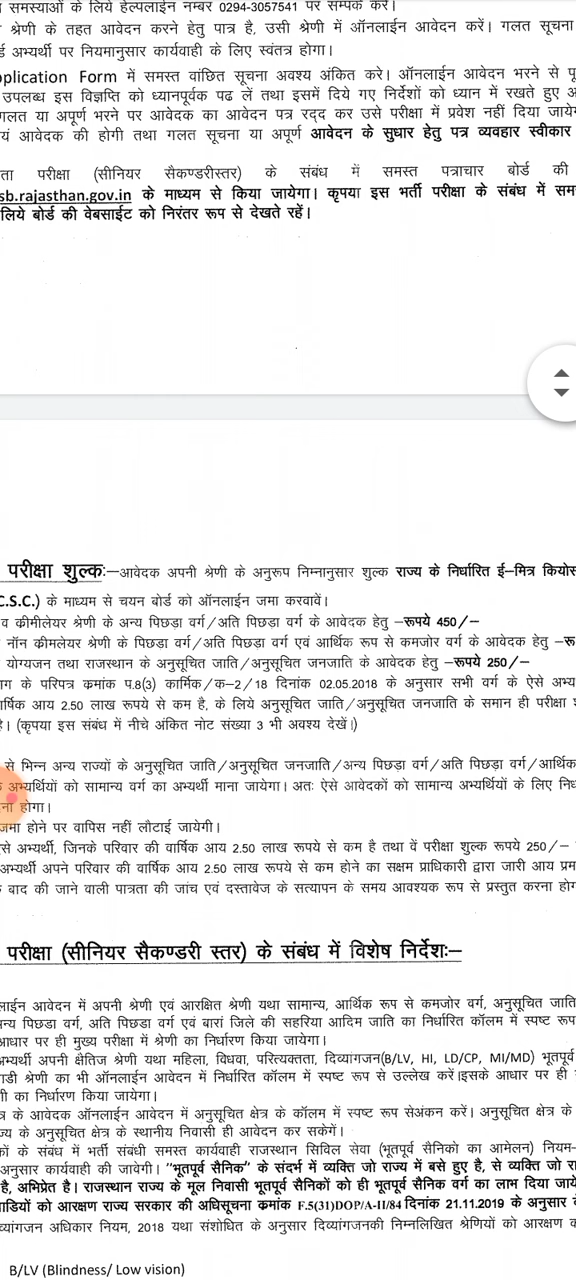 समस्याओं के लिये हेल्पलाईन नम्बर 0294-3057541 पर सम्पर्क करें।
श्रेणी के तहत आवेदन करने हेतु पात्र है, उसी श्रेणी में ऑनलाईन आवेदन करें। गलत सूचना
अभ्यर्थी पर नियमानुसार कार्यवाही के लिए स्वंतत्र होगा।
pplication Form में समस्त वांछित सूचना अवश्य अंकित करे। ऑनलाईन आवेदन भरने से पू
उपलब्ध इस विज्ञप्ति को ध्यानपूर्वक पढ लें तथा इसमें दिये गए निर्देशों को ध्यान में रखते हुए
गलत या अपूर्ण भरने पर आवेदक का आवेदन पत्र रद्द कर उसे परीक्षा में प्रवेश नहीं दिया जाये
यं आवेदक की होगी तथा गलत सूचना या अपूर्ण आवेदन के सुधार हेतु पत्र व्यवहार स्वीकार
ता परीक्षा (सीनियर सैकण्डरीस्तर) के संबंध में समस्त पत्राचार बोर्ड की
sb.rajasthan.gov.in के माध्यम से किया जायेगा। कृपया इस भर्ती परीक्षा के संबंध में सम
लिये बोर्ड की वेबसाईट को निरंतर रूप से देखते रहें।
परीक्षा शुल्कः—आवेदक अपनी श्रेणी के अनुरूप निम्नानुसार शुल्क राज्य के निर्धारित ई–मित्र कियोस
C.S.C.) के माध्यम से चयन बोर्ड को ऑनलाईन जमा करवावें।
व क्रीमीलेयर श्रेणी के अन्य पिछड़ा वर्ग/अति पिछड़ा वर्ग के आवेदक हेतु –रूपये 450/–
नॉन क्रीमलेयर श्रेणी के पिछड़ा वर्ग/अति पिछड़ा वर्ग एवं आर्थिक रूप से कमजोर वर्ग के आवेदक हेतु –रू
योग्यजन तथा राजस्थान के अनुसूचित जाति/अनुसूचित जनजाति के आवेदक हेतु –रूपये 250/–
ाग के परिपत्र क्रमांक प.8(3) कार्मिक/क–2/18 दिनांक 02.05.2018 के अनुसार सभी वर्ग के ऐसे अभ्य
ार्षिक आय 2.50 लाख रूपये से कम है, के लिये अनुसूचित जाति/अनुसूचित जनजाति के समान ही परीक्षा
है। (कृपया इस संबंध में नीचे अंकित नोट संख्या 3 भी अवश्य देखें।)
से भिन्न अन्य राज्यों के अनुसूचित जाति/अनुसूचित जनजाति/अन्य पिछड़ा वर्ग/अति पिछड़ा वर्ग/आर्थिक
अभ्यर्थियों को सामान्य वर्ग का अभ्यर्थी माना जायेगा। अतः ऐसे आवेदकों को सामान्य अभ्यर्थियों के लिए निध
ना होगा।
जमा होने पर वापिस नहीं लौटाई जायेगी।
से अभ्यर्थी, जिनके परिवार की वार्षिक आय 2.50 लाख रूपये से कम है तथा वें परीक्षा शुल्क रूपये 250/–
अभ्यर्थी अपने परिवार की वार्षिक आय 2.50 लाख रूपये से कम होने का सक्षम प्राधिकारी द्वारा जारी आय प्रम
बाद की जाने वाली पात्रता की जांच एवं दस्तावेज के सत्यापन के समय आवश्यक रूप से प्रस्तुत करना होग
परीक्षा (सीनियर सैकण्डरी स्तर) के संबंध में विशेष निर्देशः—
लाईन आवेदन में अपनी श्रेणी एवं आरक्षित श्रेणी यथा सामान्य, आर्थिक रूप से कमजोर वर्ग, अनुसूचित जाति
न्य पिछडा वर्ग, अति पिछडा वर्ग एवं बारां जिले की सहरिया आदिम जाति का निर्धारित कॉलम में स्पष्ट रूप
आधार पर ही मुख्य परीक्षा में श्रेणी का निर्धारण किया जायेगा।
अभ्यर्थी अपनी क्षैतिज श्रेणी यथा महिला, विधवा, परित्यक्तता, दिव्यांगजन(B/LV, HI, LD/CP, MI/MD) भूतपूर्व
ाडी श्रेणी का भी ऑनलाईन आवेदन में निर्धारित कॉलम में स्पष्ट रूप से उल्लेख करें।इसके आधार पर ही
णी का निर्धारण किया जायेगा।
त्र के आवेदक ऑनलाईन आवेदन में अनुसूचित क्षेत्र के कॉलम में स्पष्ट रूप सेअंकन करें। अनुसूचित क्षेत्र के
ज्य के अनुसूचित क्षेत्र के स्थानीय निवासी ही आवेदन कर सकेगें।
कों के संबंध में भर्ती संबंधी समस्त कार्यवाही राजस्थान सिविल सेवा (भूतपूर्व सैनिको का आमेलन) नियम–
अनुसार कार्यवाही की जावेगी। "भूतपूर्व सैनिक" के संदर्भ में व्यक्ति जो राज्य में बसे हुए है, से व्यक्ति जो रा
है, अभिप्रेत है। राजस्थान राज्य के मूल निवासी भूतपूर्व सैनिकों को ही भूतपूर्व सैनिक वर्ग का लाभ दिया जाये
ाडियों को आरक्षण राज्य सरकार की अधिसूचना क्रमांक F.5(31)DOP/A-II/84 दिनांक 21.11.2019 के अनुसार
व्यांगजन अधिकार नियम, 2018 यथा संशोधित के अनुसार दिव्यांगजनकी निम्नलिखित श्रेणियों को आरक्षण क
B/LV (Blindness/ Low vision)